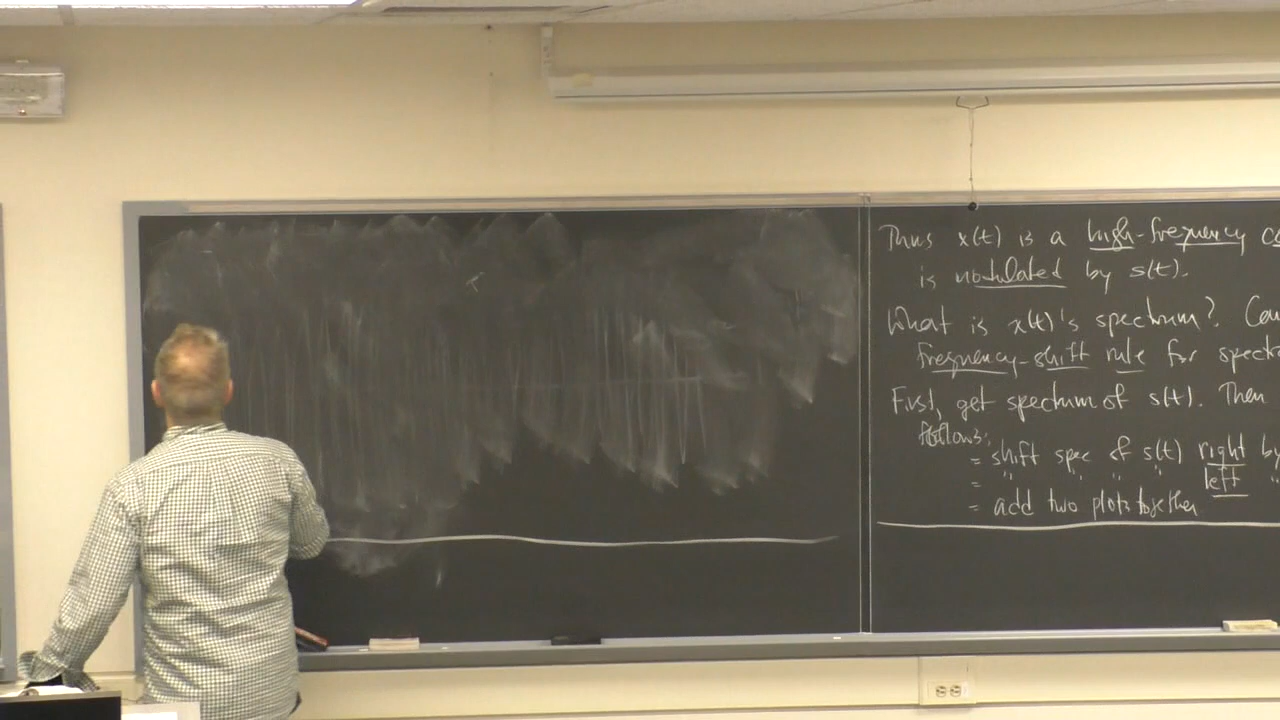 Thus x(t) is a high-frequency
is modulated by s(t).
What is x(t)'s spectrum?
frequency-shift rule for
First, get spectrum of s(t). Then
follows:
= shift spec of s(t) right by
= " " " " left "
= add two plots together